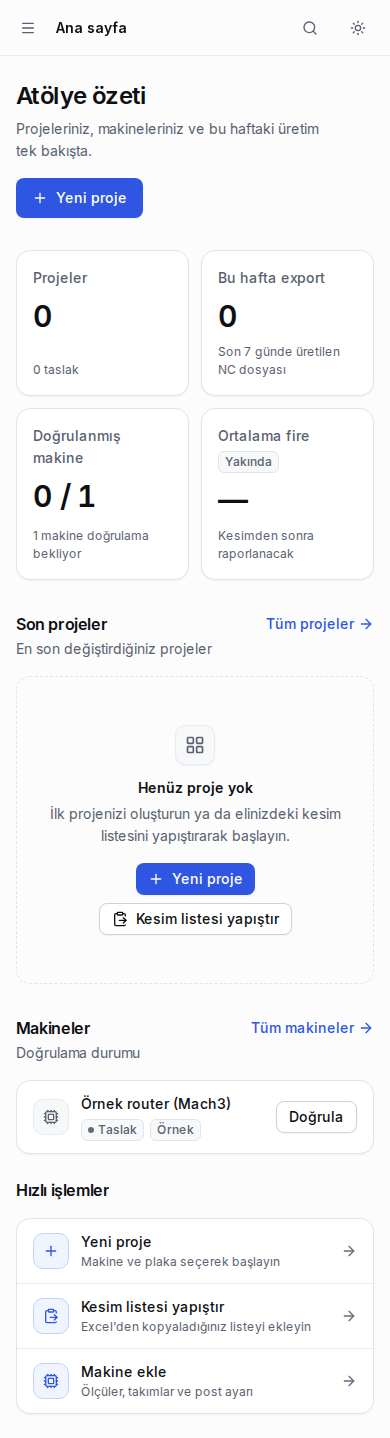 Ana sayfa
Atölye özeti
Projeleriniz, makineleriniz ve bu haftaki üretim
tek bakışta.
Yeni proje
Projeler
0
0 taslak
Bu hafta export
0
Son 7 günde üretilen
NC dosyası
Doğrulanmış
makine
0 / 1
1 makine doğrulama
bekliyor
Ortalama fire
Yakında
—
Kesimden sonra
raporlanacak
Son projeler
Tüm projeler
En son değiştirdiğiniz projeler
Henüz proje yok
İlk projenizi oluşturun ya da elinizdeki kesim
listesini yapıştırarak başlayın.
Yeni proje
Kesim listesi yapıştır
Makineler
Tüm makineler
Doğrulama durumu
Örnek router (Mach3)
Taslak
Örnek
Doğrula
Hızlı işlemler
Yeni proje
Makine ve plaka seçerek başlayın
Kesim listesi yapıştır
Excel'den kopyaladığınız listeyi ekleyin
Makine ekle
Ölçüler, takımlar ve post ayarı